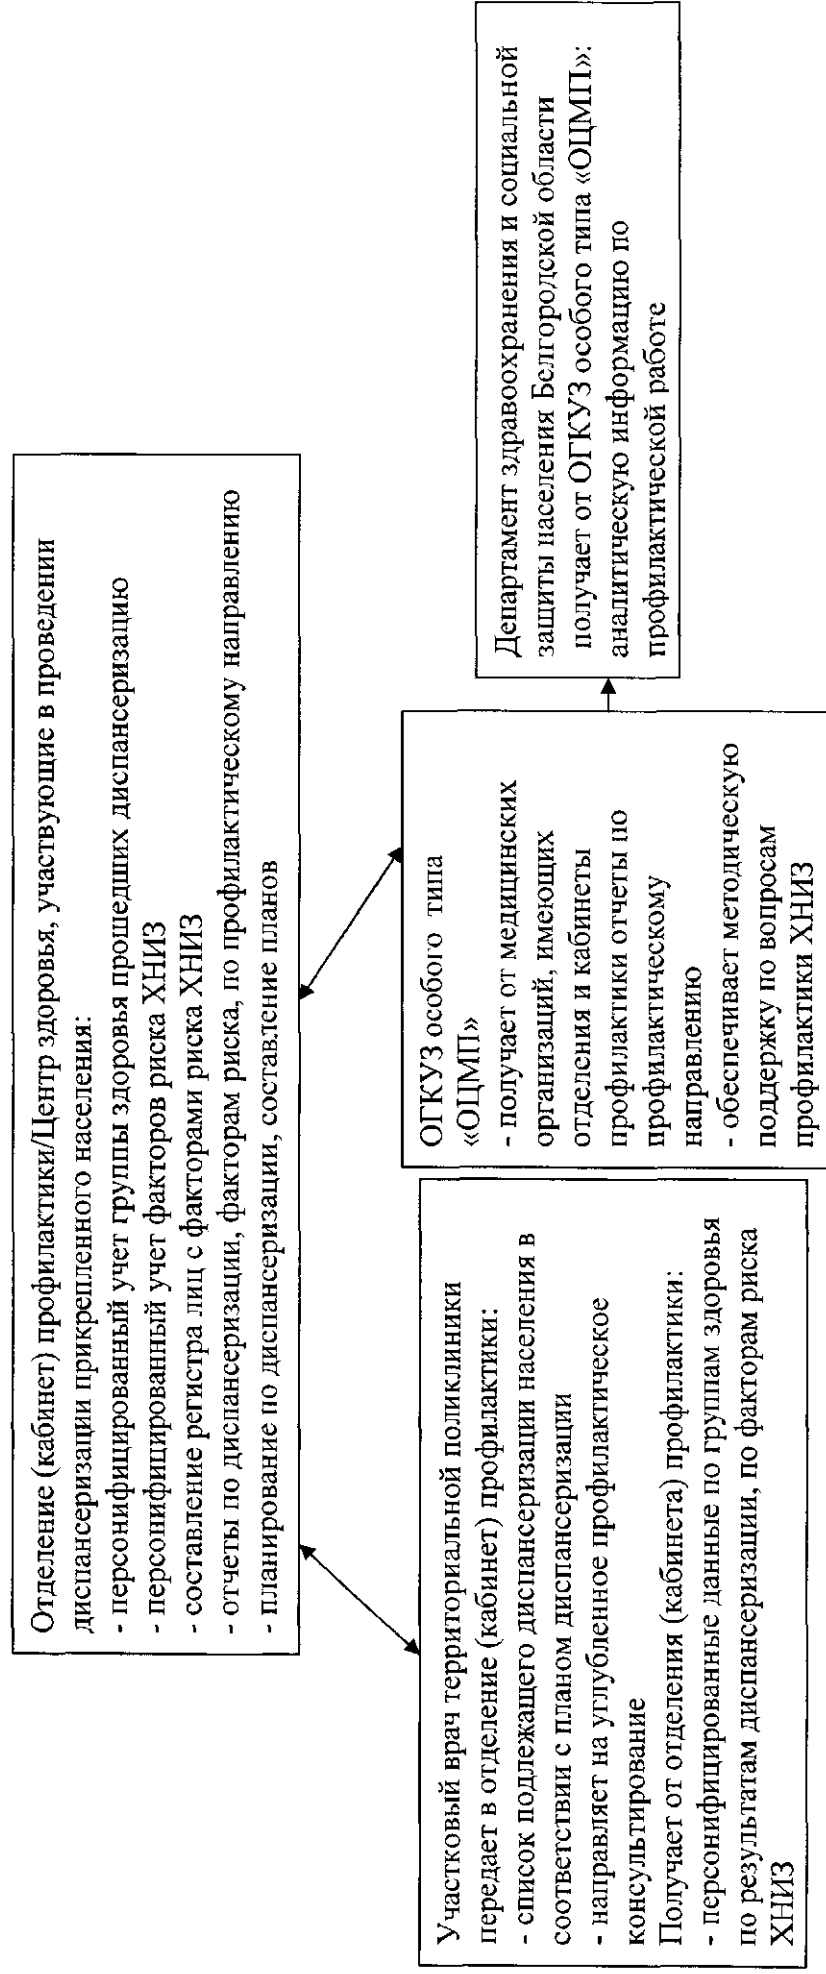 Отделение (кабинет) профилактики/Центр здоровья, участвующие в проведении
диспансеризации прикрепленного населения:
- персонифицированный учет группы здоровья прошедших диспансеризацию
- персонифицированный учет факторов риска ХНИЗ
- составление регистра лиц с факторами риска ХНИЗ
- отчеты по диспансеризации, факторам риска, по профилактическому направлению
- планирование по диспансеризации, составление планов
Участковый врач территориальной поликлиники
передает в отделение (кабинет) профилактики:
- список подлежащего диспансеризации населения в
соответствии с планом диспансеризации
- направляет на углубленное профилактическое
консультирование
Получает от отделения (кабинета) профилактики:
- персонифицированные данные по группам здоровья
по результатам диспансеризации, по факторам риска
ХНИЗ
ОГКУЗ особого типа
«ОЦМП»
- получает от медицинских
организаций, имеющих
отделения и кабинеты
профилактики отчеты по
профилактическому
направлению
- обеспечивает методическую
поддержку по вопросам
профилактики ХНИЗ
Департамент здравоохранения и социальной
защиты населения Белгородской области
получает от ОГКУЗ особого типа «ОЦМП»:
аналитическую информацию по
профилактической работе